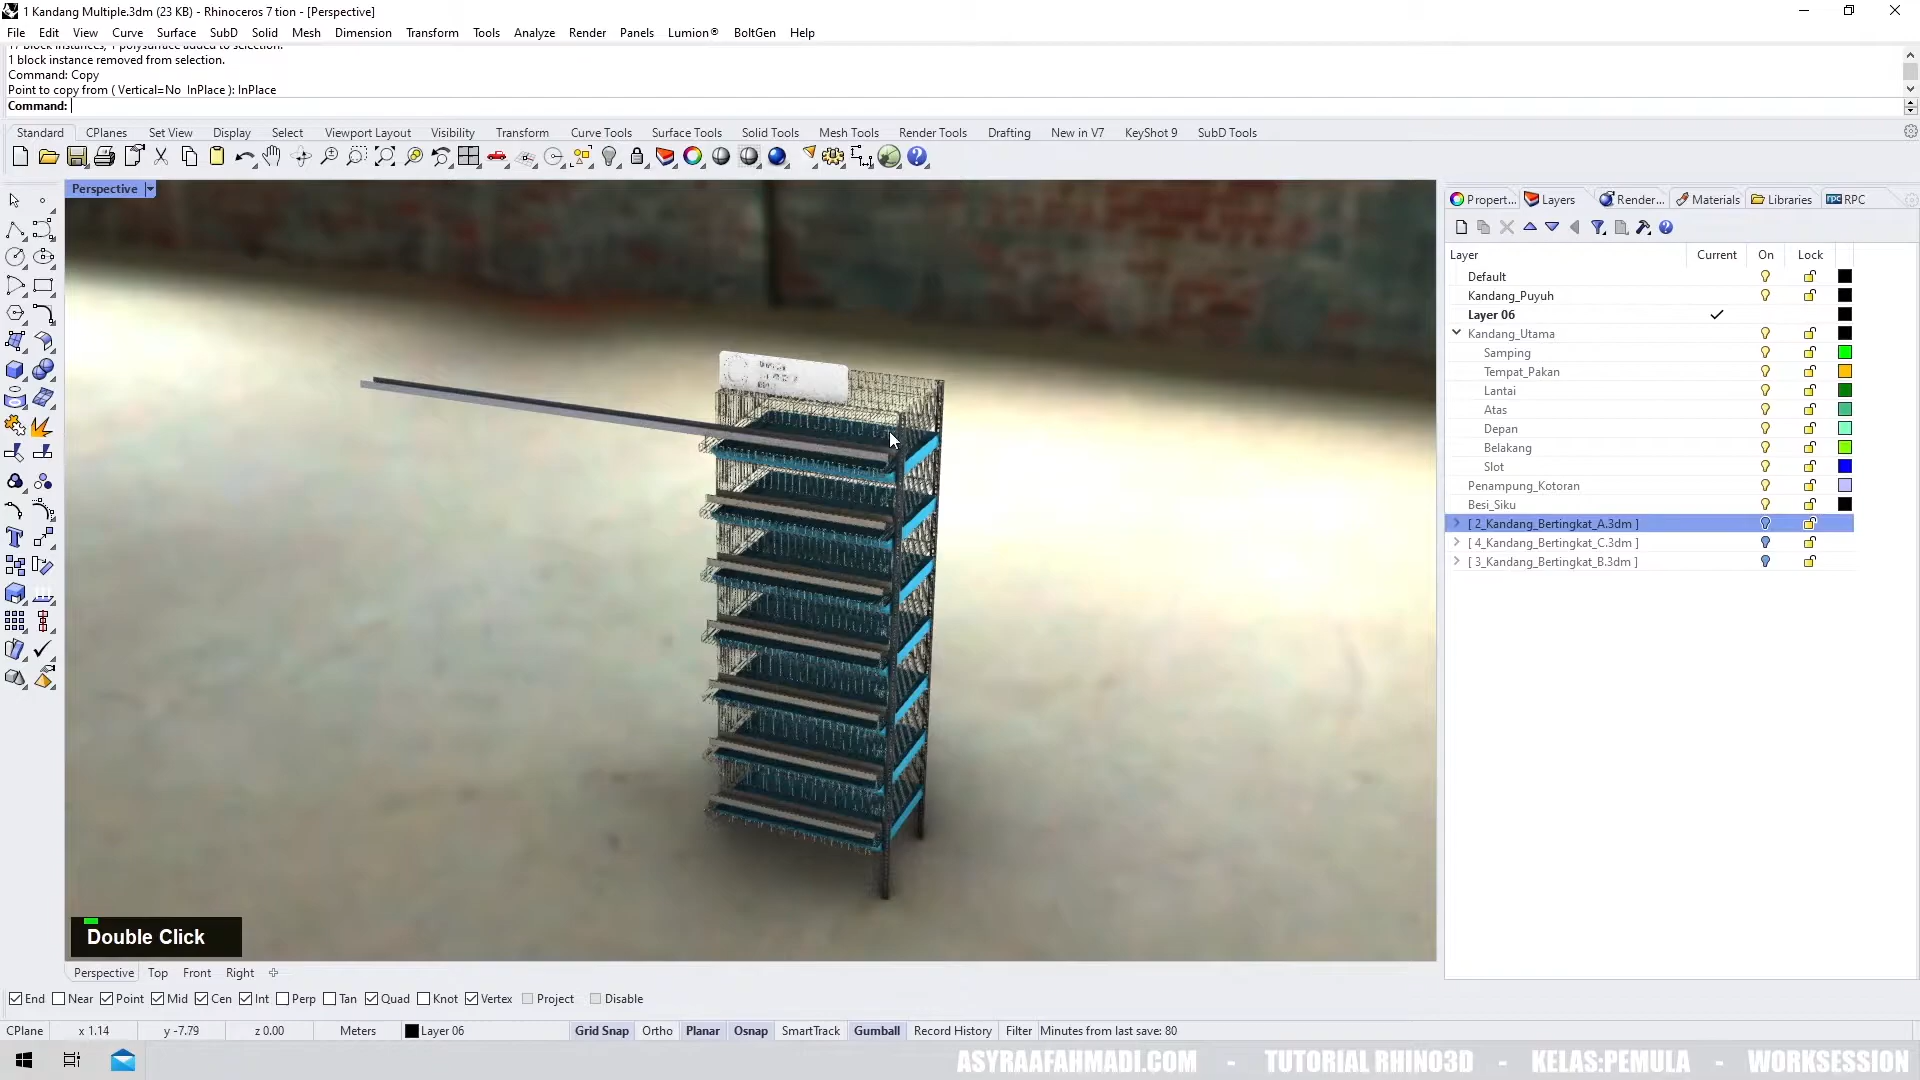 1 Kandang Multiple.3dm (23 KB) - Rhinoceros 7 tion - [Perspective]
File Edit View Curve Surface SubD Solid Mesh Dimension Transform Tools Analyze Render Panels Lumion® BoltGen Help
17 block instances, 1 polysurface added to selection.
1 block instance removed from selection.
Command: Copy
Point to copy from ( Vertical=No InPlace ): InPlace
Command:
Standard CPlanes Set View Display Select Viewport Layout Visibility Transform Curve Tools Surface Tools Solid Tools Mesh Tools Render Tools Drafting New in V7 KeyShot 9 SubD Tools
Perspective
Propert... Layers Render... Materials Libraries RPC
Layer Current On Lock
Default
Kandang_Puyuh
Layer 06
Kandang_Utama
Samping
Tempat_Pakan
Lantai
Atas
Depan
Belakang
Slot
Penampung_Kotoran
Besi_Siku
[ 2_Kandang_Bertingkat_A.3dm ]
[ 4_Kandang_Bertingkat_C.3dm ]
[ 3_Kandang_Bertingkat_B.3dm ]
Double Click
Perspective Top Front Right
End Near Point Mid Cen Int Perp Tan Quad Knot Vertex Project Disable
CPlane x 1.14 y -7.79 z 0.00 Meters Layer 06 Grid Snap Ortho Planar Osnap SmartTrack Gumball Record History Filter Minutes from last save: 80
ASYRAAFAHMADI.COM - TUTORIAL RHINO3D - KELAS:PEMULA - WORKSESSION